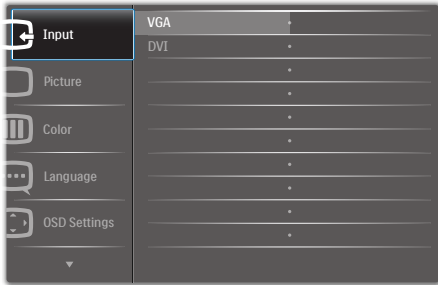 Input
Picture
Color
Language
OSD Settings
VGA
DVI